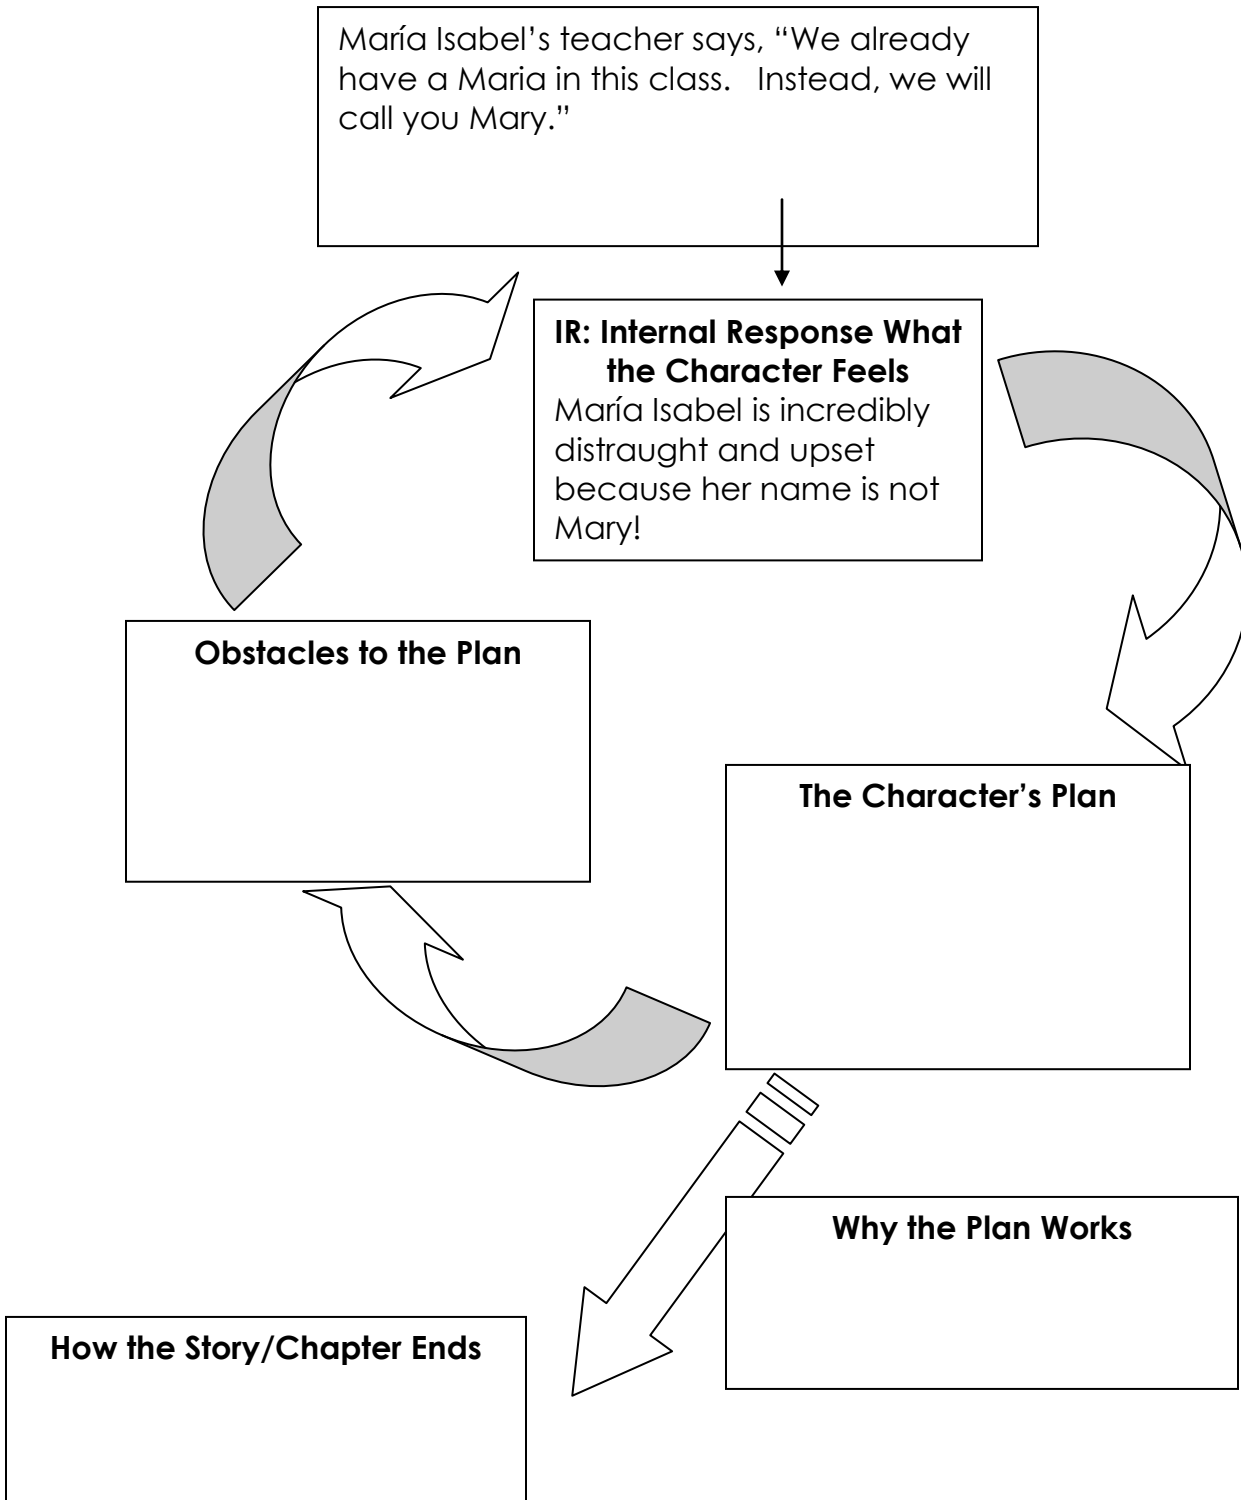 María Isabel’s teacher says, “We already
have a Maria in this class.   Instead, we will
call you Mary.”
IR: Internal Response What
the Character Feels
María Isabel is incredibly
distraught and upset
because her name is not
Mary!
Obstacles to the Plan
The Character’s Plan
Why the Plan Works
How the Story/Chapter Ends